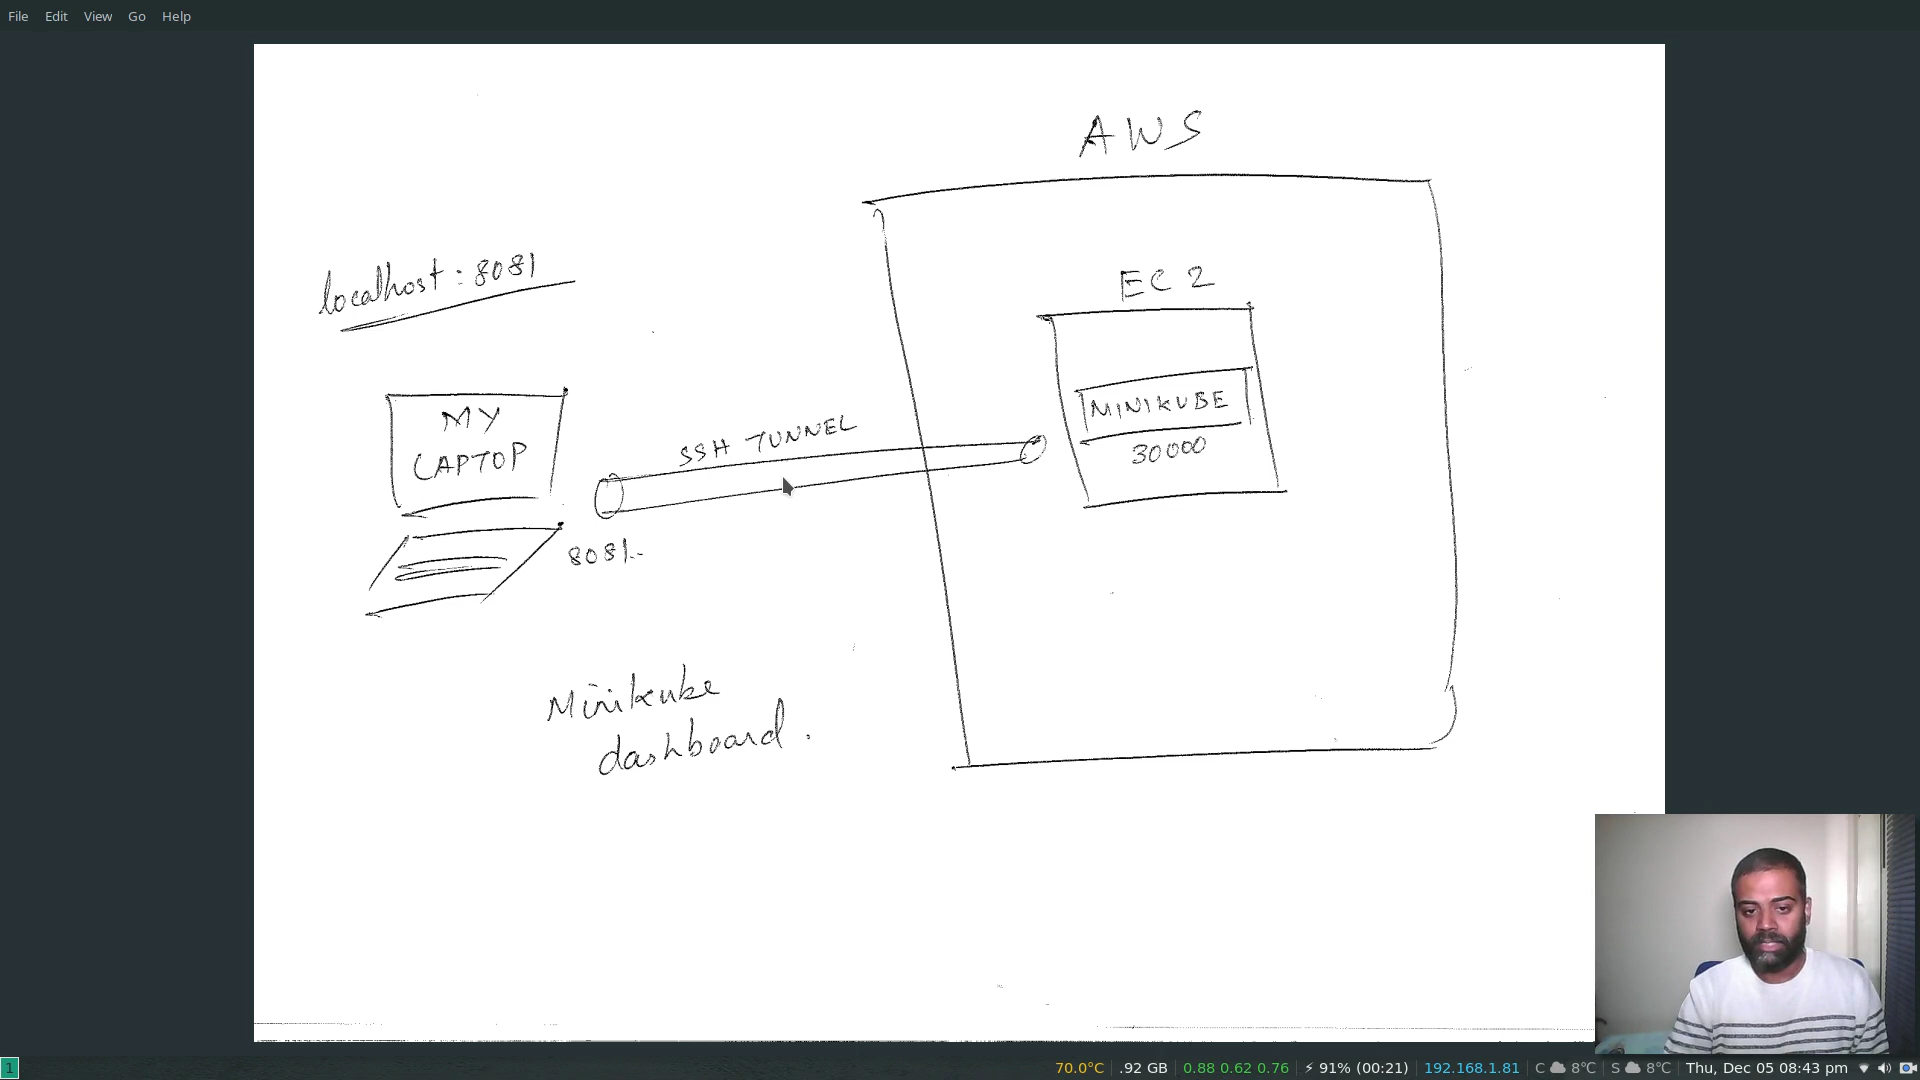 File Edit View Go Help
AWS
localhost:8081
EC2
MY
LAPTOP
SSH TUNNEL
MINIKUBE
30000
8081
Minikube
dashboard.
1
70.0°C .92 GB 0.88 0.62 0.76 ⚡ 91% (00:21) 192.168.1.81 C 8°C S 8°C Thu, Dec 05 08:43 pm